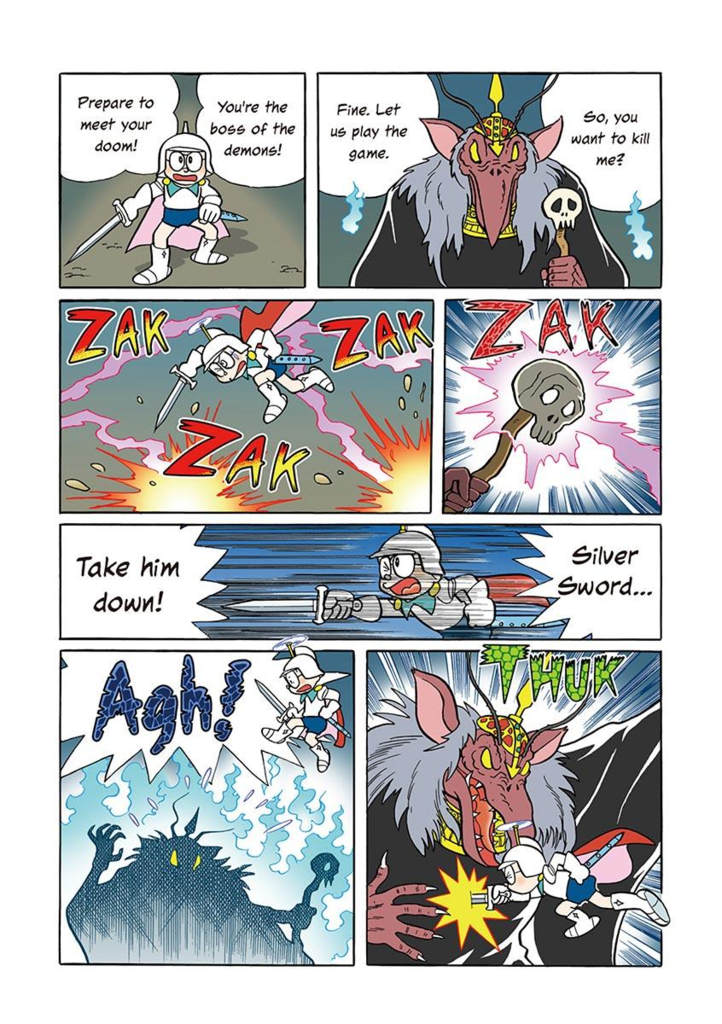 So, you
want to kill
me?
Fine. Let
us play the
game.
You're the
boss of the
demons!
Prepare to
meet your
doom!
ZAK
ZAK
ZAK
ZAK
Silver
Sword...
Take him
down!
THUK
Agh!